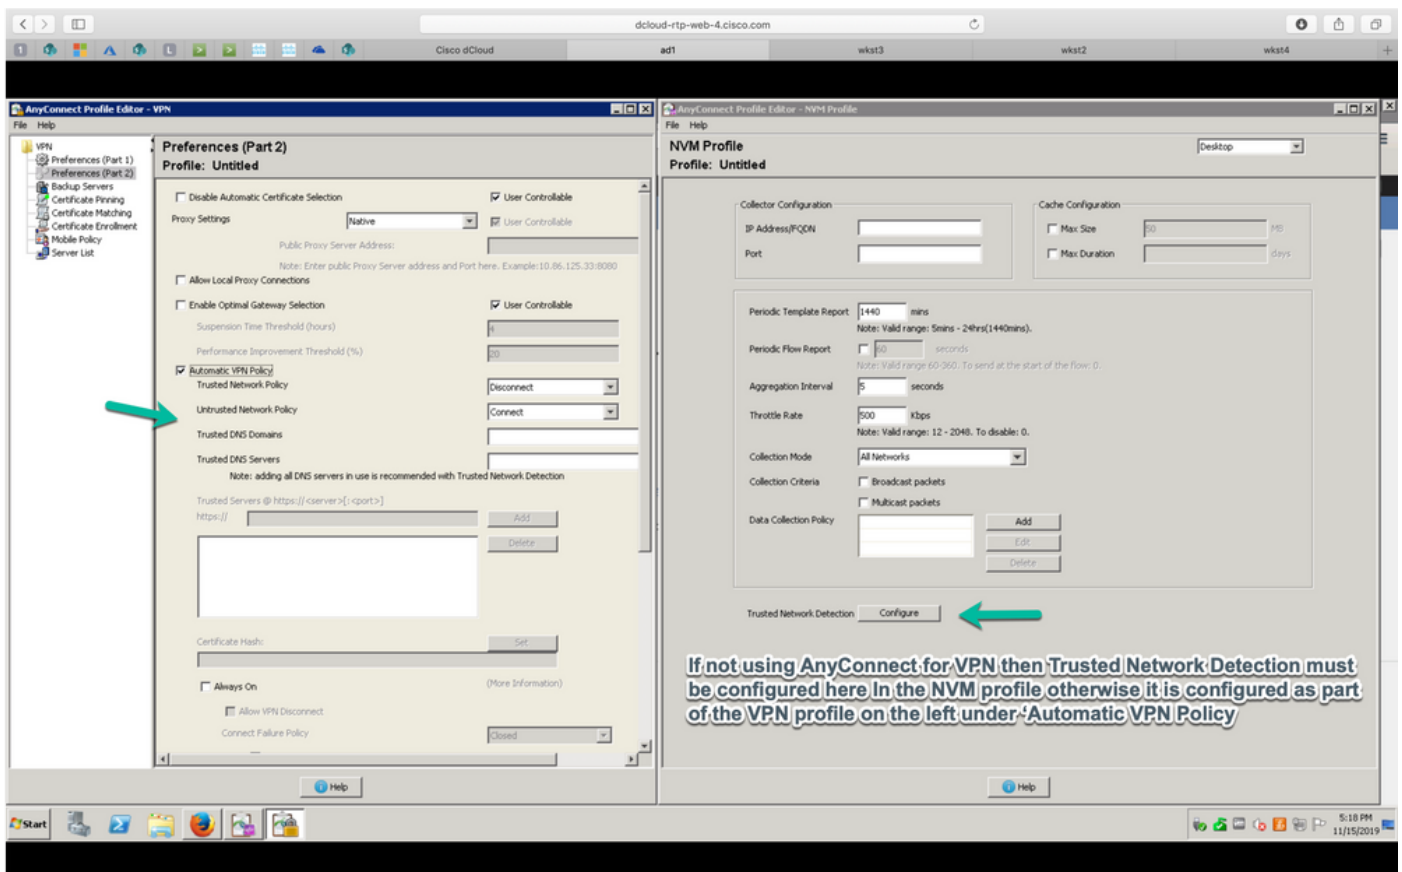 dcloud-rtp-web-4.cisco.com
Cisco dCloud
ad1
wkst3
wkst2
wkst4
AnyConnect Profile Editor - VPN
File Help
VPN
Preferences (Part 1)
Preferences (Part 2)
Backup Servers
Certificate Pinning
Certificate Matching
Certificate Enrollment
Mobile Policy
Server List
Preferences (Part 2)
Profile: Untitled
Disable Automatic Certificate Selection
User Controllable
Proxy Settings
Native
User Controllable
Public Proxy Server Address:
Note: Enter public Proxy Server address and Port here. Example:10.86.125.33:8080
Allow Local Proxy Connections
Enable Optimal Gateway Selection
User Controllable
Suspension Time Threshold (hours)
4
Performance Improvement Threshold (%)
20
Automatic VPN Policy
Trusted Network Policy
Disconnect
Untrusted Network Policy
Connect
Trusted DNS Domains
Trusted DNS Servers
Note: adding all DNS servers in use is recommended with Trusted Network Detection
Trusted Servers @ https://<server>[:<port>]
https://
Add
Delete
Certificate Hash:
Set
Always On
(More Information)
Allow VPN Disconnect
Connect Failure Policy
Closed
Help
AnyConnect Profile Editor - NVM Profile
File Help
NVM Profile
Desktop
Profile: Untitled
Collector Configuration
IP Address/FQDN
Port
Cache Configuration
Max Size
50
MB
Max Duration
days
Periodic Template Report
1440
mins
Note: Valid range: 5mins - 24hrs(1440mins).
Periodic Flow Report
60
seconds
Note: Valid range 60-360. To send at the start of the flow: 0.
Aggregation Interval
5
seconds
Throttle Rate
500
Kbps
Note: Valid range: 12 - 2048. To disable: 0.
Collection Mode
All Networks
Collection Criteria
Broadcast packets
Multicast packets
Data Collection Policy
Add
Edit
Delete
Trusted Network Detection
Configure
If not using AnyConnect for VPN then Trusted Network Detection must
be configured here In the NVM profile otherwise it is configured as part
of the VPN profile on the left under ‘Automatic VPN Policy
Help
Start
5:18 PM
11/15/2019